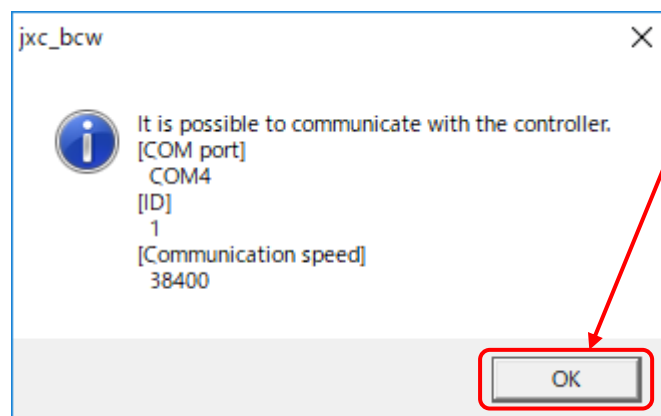 jxc_bcw
It is possible to communicate with the controller.
[COM port]
COM4
[ID]
1
[Communication speed]
38400
OK